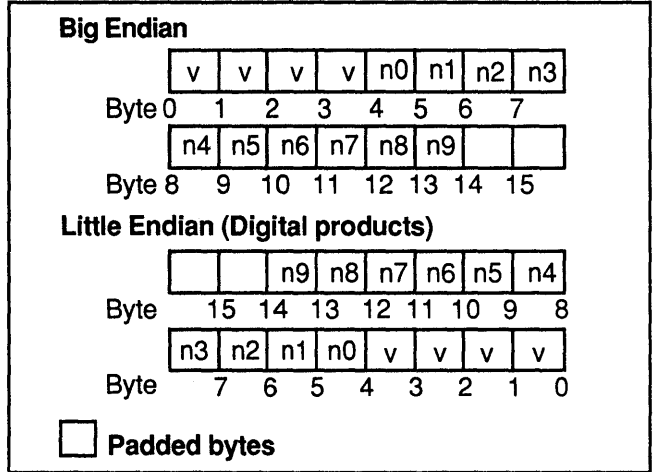 Big Endian
v v v v n0 n1 n2 n3
Byte 0 1 2 3 4 5 6 7
n4 n5 n6 n7 n8 n9
Byte 8 9 10 11 12 13 14 15
Little Endian (Digital products)
n9 n8 n7 n6 n5 n4
Byte 15 14 13 12 11 10 9 8
n3 n2 n1 n0 v v v v
Byte 7 6 5 4 3 2 1 0
Padded bytes